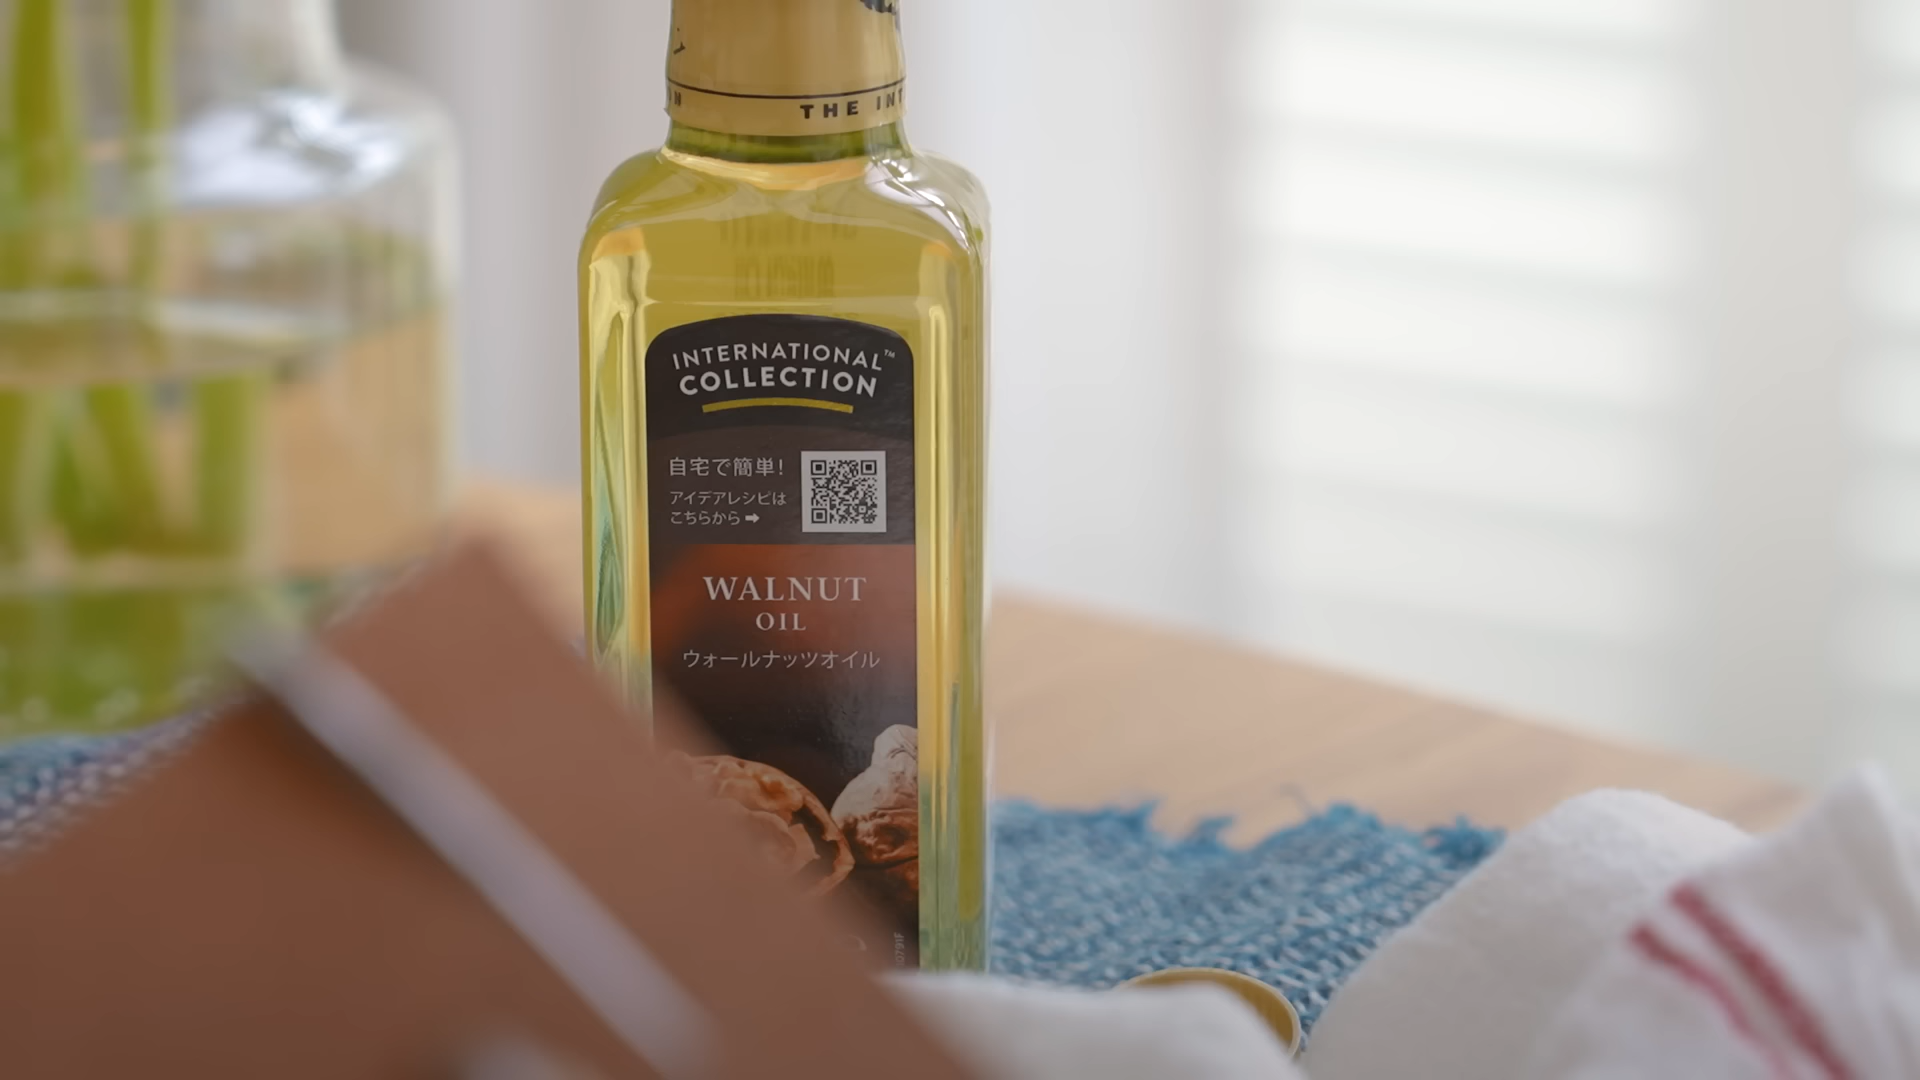 THE INT
INTERNATIONAL™
COLLECTION
自宅で簡単!
アイデアレシピは
こちらから➡
WALNUT
OIL
ウォールナッツオイル